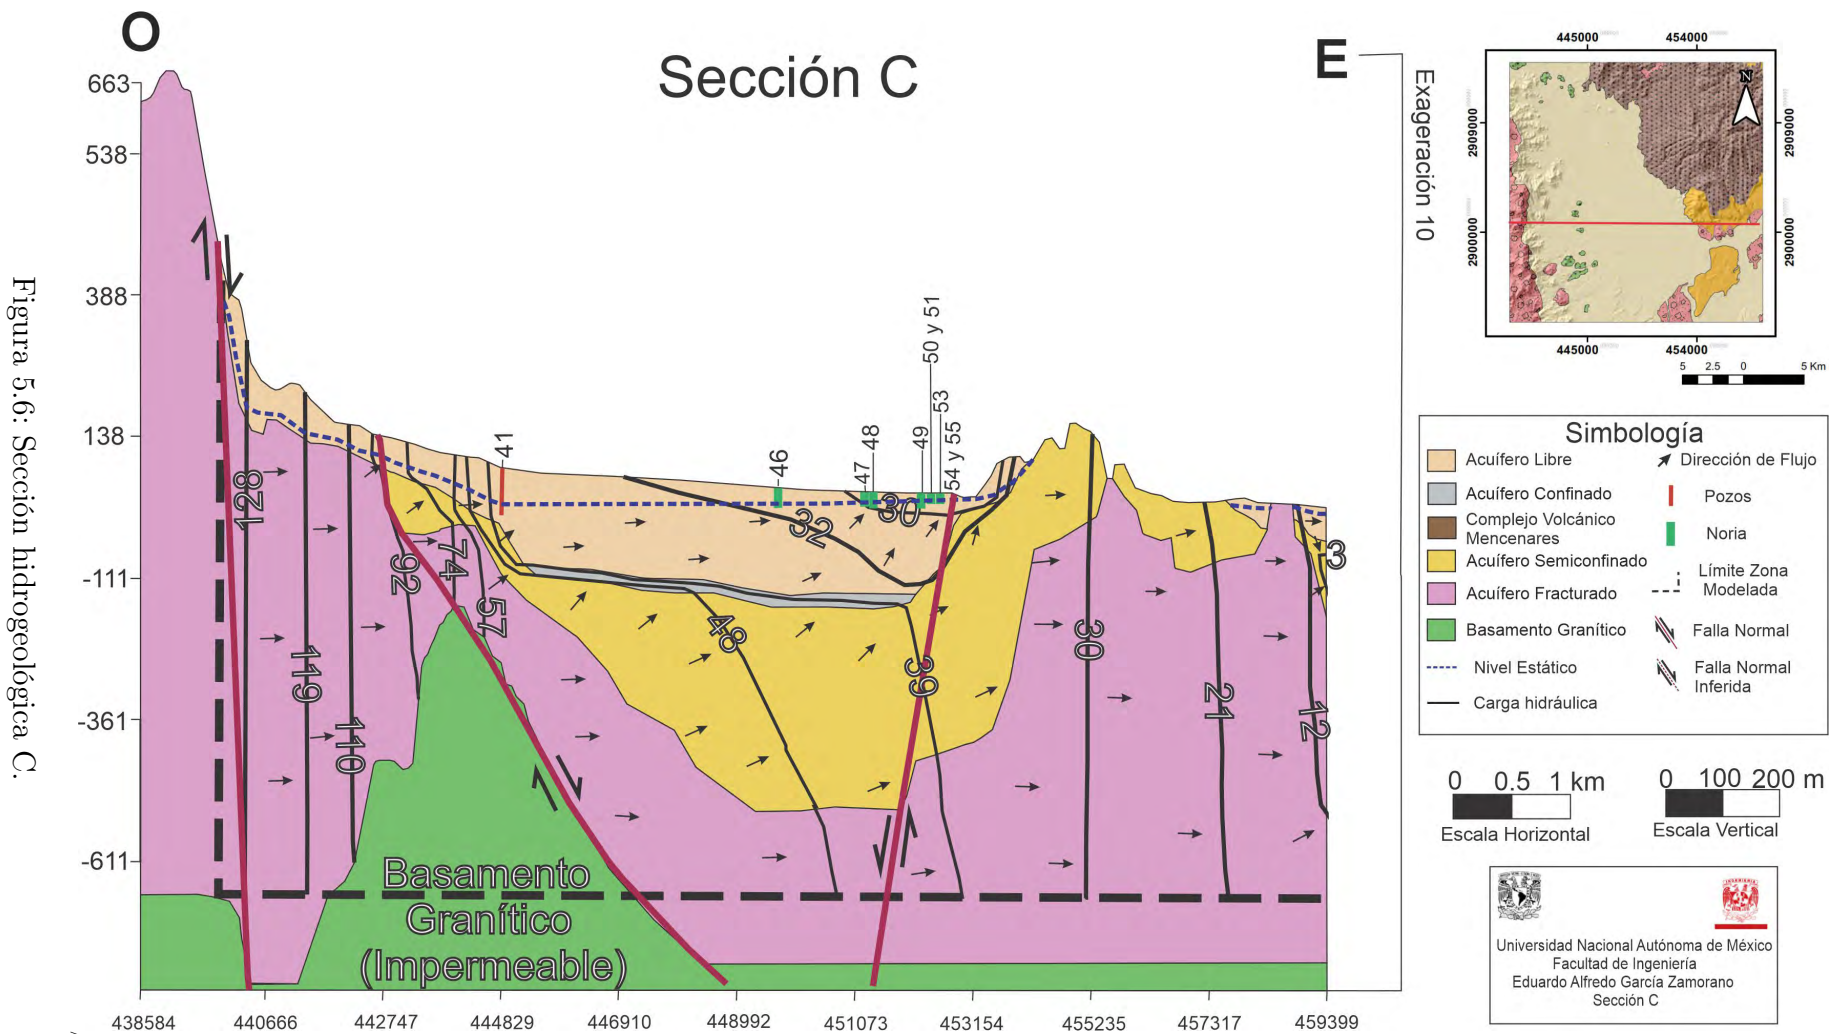 Figura 5.6: Sección hidrogeológica C.
O
Sección C
E
Exageración 10
663
538
388
138
-111
-361
-611
438584
440666
442747
444829
446910
448992
451073
453154
455235
457317
459399
41
46
47
48
49
50 y 51
53
54 y 55
128
119
110
92
74
57
48
39
32
30
30
21
12
3
Basamento
Granítico
(Impermeable)
445000
454000
2909000
2900000
2909000
2900000
445000
454000
N
5 2.5 0 5 Km
Simbología
Acuífero Libre
Acuífero Confinado
Complejo Volcánico
Mencenares
Acuífero Semiconfinado
Acuífero Fracturado
Basamento Granítico
Nivel Estático
Carga hidráulica
Dirección de Flujo
Pozos
Noria
Límite Zona
Modelada
Falla Normal
Falla Normal
Inferida
0 0.5 1 km
Escala Horizontal
0 100 200 m
Escala Vertical
Universidad Nacional Autónoma de México
Facultad de Ingeniería
Eduardo Alfredo García Zamorano
Sección C